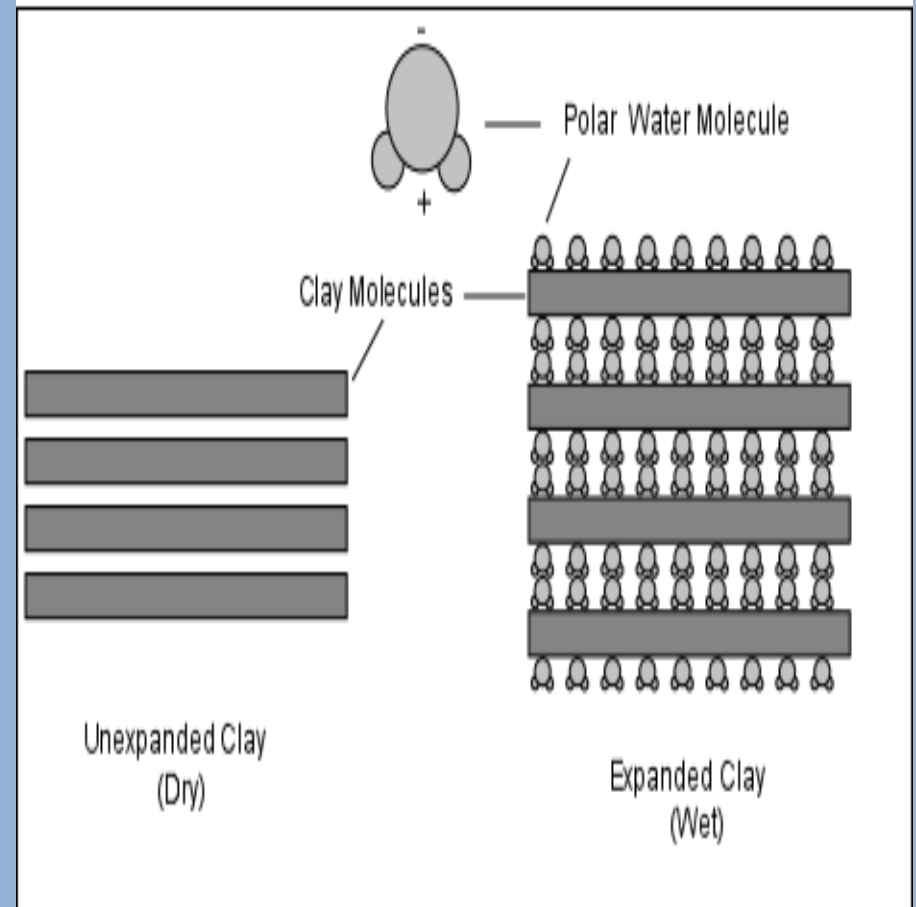 -
Polar Water Molecule
+
Clay Molecules
Unexpanded Clay
(Dry)
Expanded Clay
(Wet)